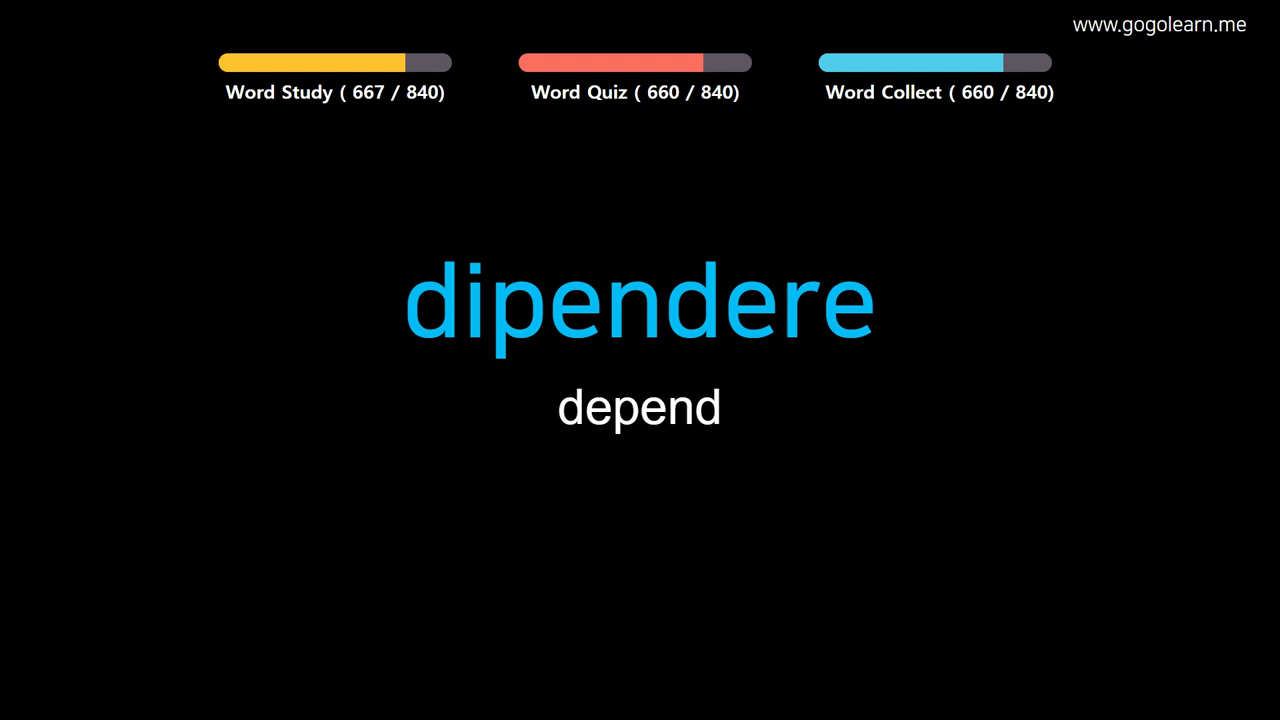 www.gogolearn.me
Word Study ( 667 / 840)
Word Quiz ( 660 / 840)
Word Collect ( 660 / 840)
dipendere
depend